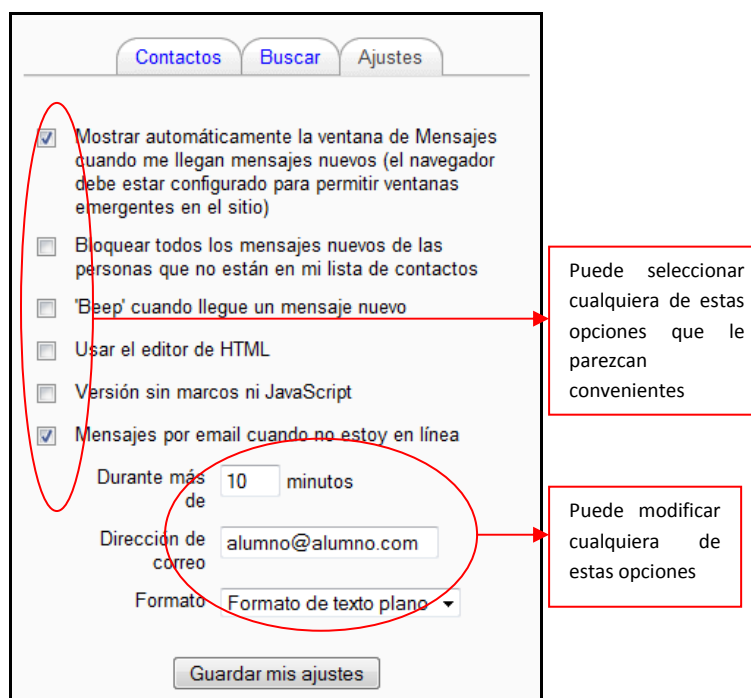 Contactos Buscar Ajustes
Mostrar automáticamente la ventana de Mensajes
cuando me llegan mensajes nuevos (el navegador
debe estar configurado para permitir ventanas
emergentes en el sitio)
Bloquear todos los mensajes nuevos de las
personas que no están en mi lista de contactos
'Beep' cuando llegue un mensaje nuevo
Usar el editor de HTML
Versión sin marcos ni JavaScript
Mensajes por email cuando no estoy en línea
Durante más
de
10 minutos
Dirección de
correo
alumno@alumno.com
Formato Formato de texto plano
Guardar mis ajustes
Puede seleccionar
cualquiera de estas
opciones que le
parezcan
convenientes
Puede modificar
cualquiera de
estas opciones